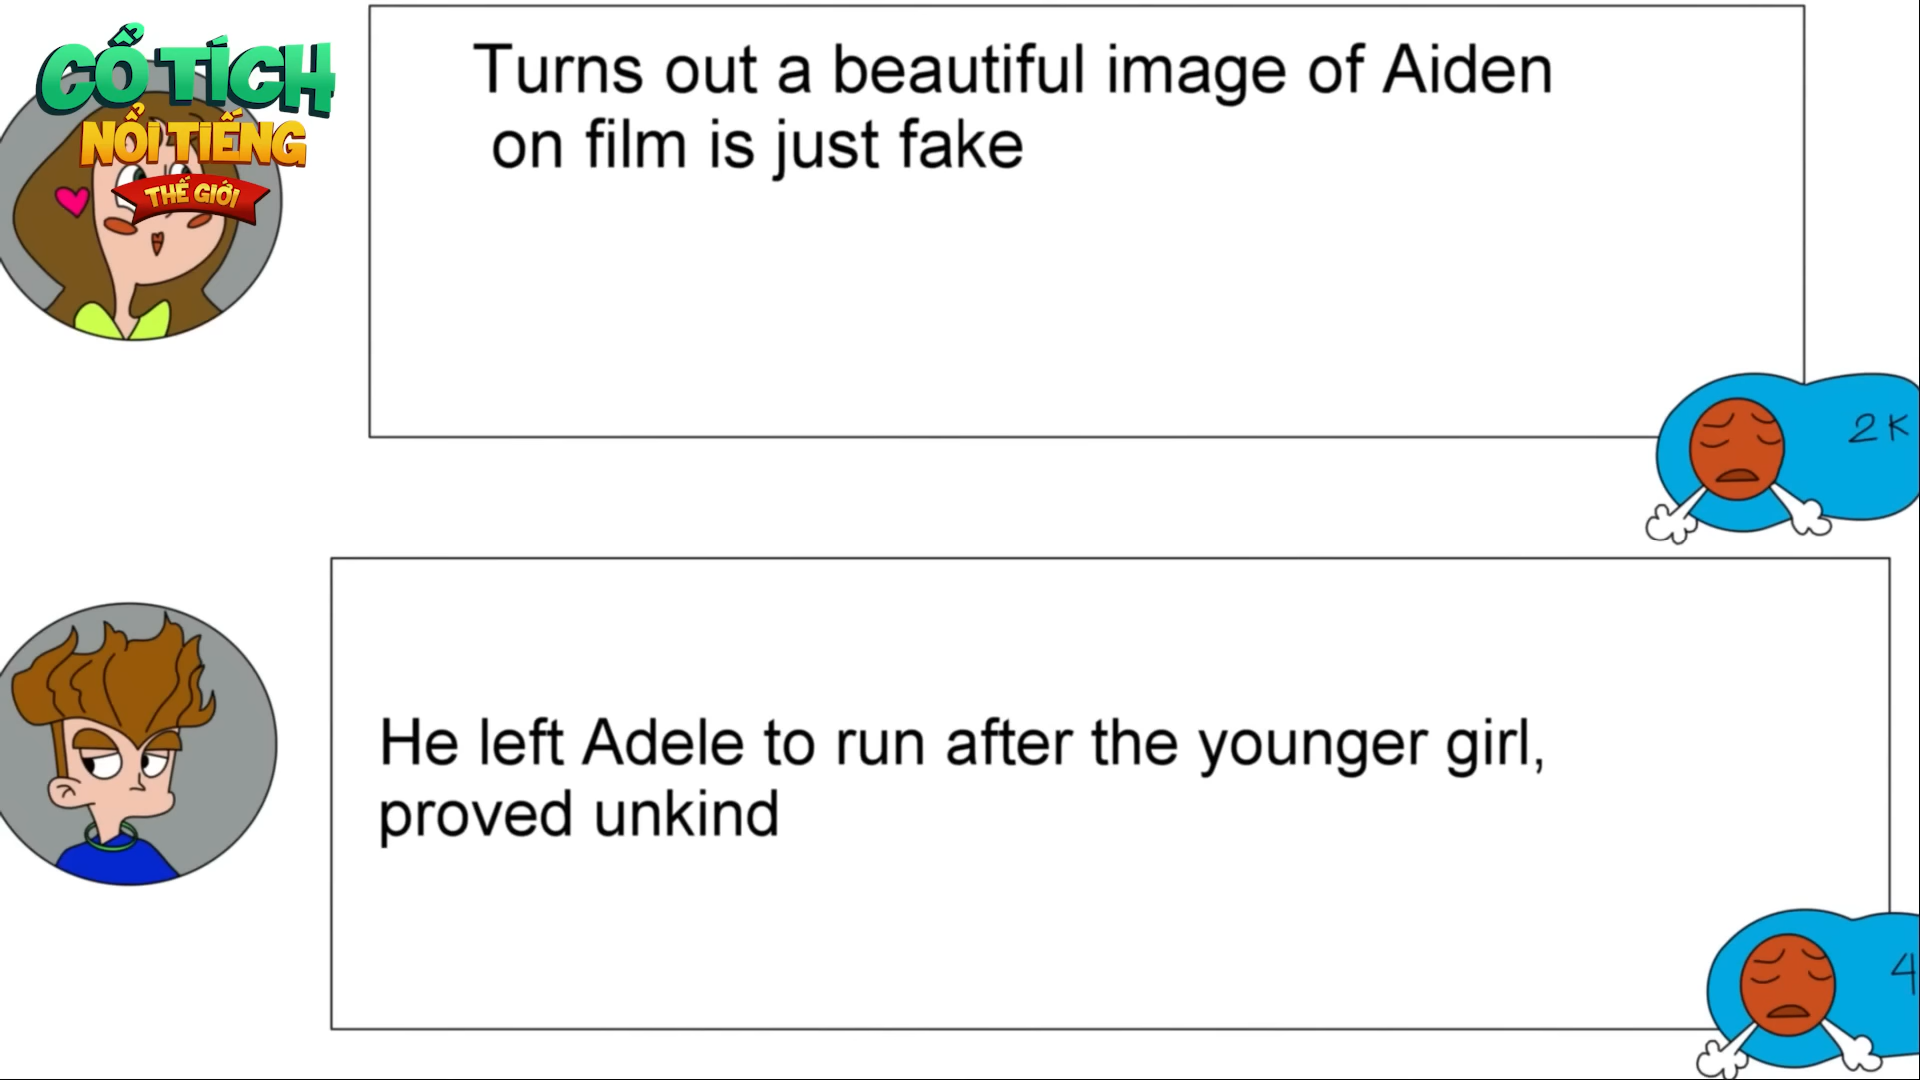 CỔ TÍCH
NỔI TIẾNG
THẾ GIỚI
Turns out a beautiful image of Aiden
on film is just fake
2K
He left Adele to run after the younger girl,
proved unkind
4